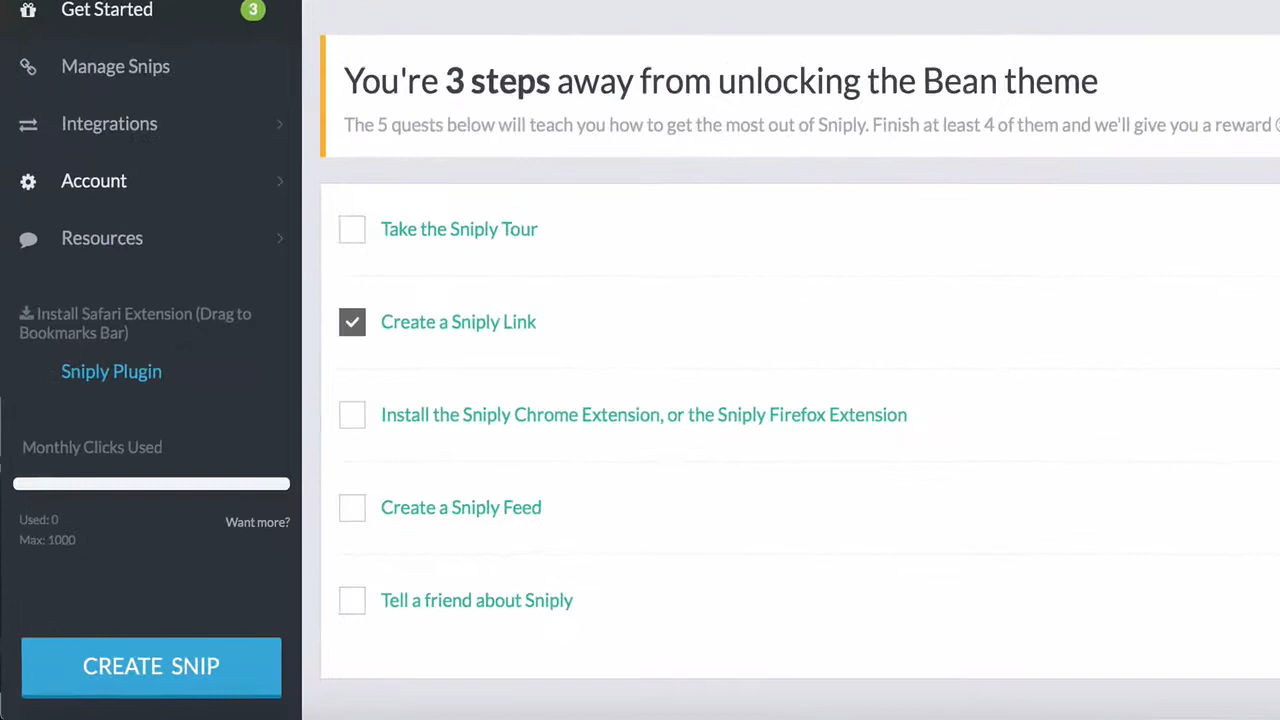 Get Started
3
Manage Snips
Integrations
Account
Resources
Install Safari Extension (Drag to
Bookmarks Bar)
Sniply Plugin
Monthly Clicks Used
Used: 0
Want more?
Max: 1000
CREATE SNIP
You're 3 steps away from unlocking the Bean theme
The 5 quests below will teach you how to get the most out of Sniply. Finish at least 4 of them and we'll give you a reward
Take the Sniply Tour
Create a Sniply Link
Install the Sniply Chrome Extension, or the Sniply Firefox Extension
Create a Sniply Feed
Tell a friend about Sniply